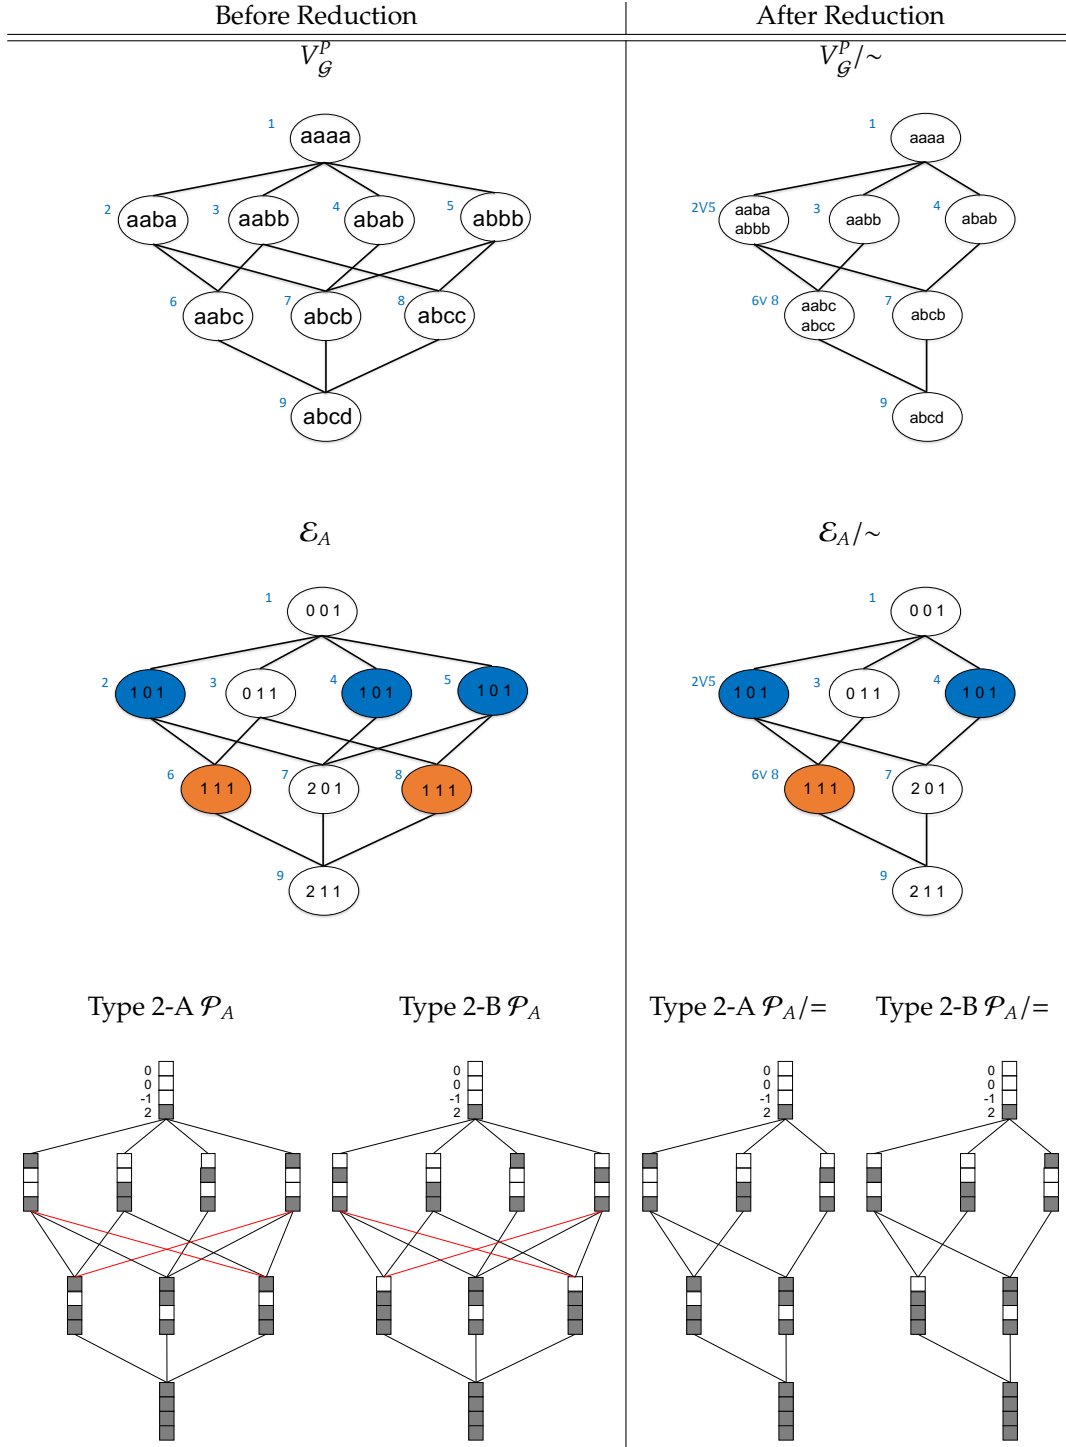 Before Reduction After Reduction
V_𝒢^P V_𝒢^P/~
1 aaaa
2 aaba 3 aabb 4 abab 5 abbb
6 aabc 7 abcb 8 abcc
9 abcd
1 aaaa
2V5 aaba abbb 3 aabb 4 abab
6V 8 aabc abcc 7 abcb
9 abcd
ℰ_A ℰ_A/~
1 0 0 1
2 1 0 1 3 0 1 1 4 1 0 1 5 1 0 1
6 1 1 1 7 2 0 1 8 1 1 1
9 2 1 1
1 0 0 1
2V5 1 0 1 3 0 1 1 4 1 0 1
6V 8 1 1 1 7 2 0 1
9 2 1 1
Type 2-A 𝒫_A Type 2-B 𝒫_A Type 2-A 𝒫_A/= Type 2-B 𝒫_A/=
0 0 0 0
0 0 0 0
-1 -1 -1 -1
2 2 2 2